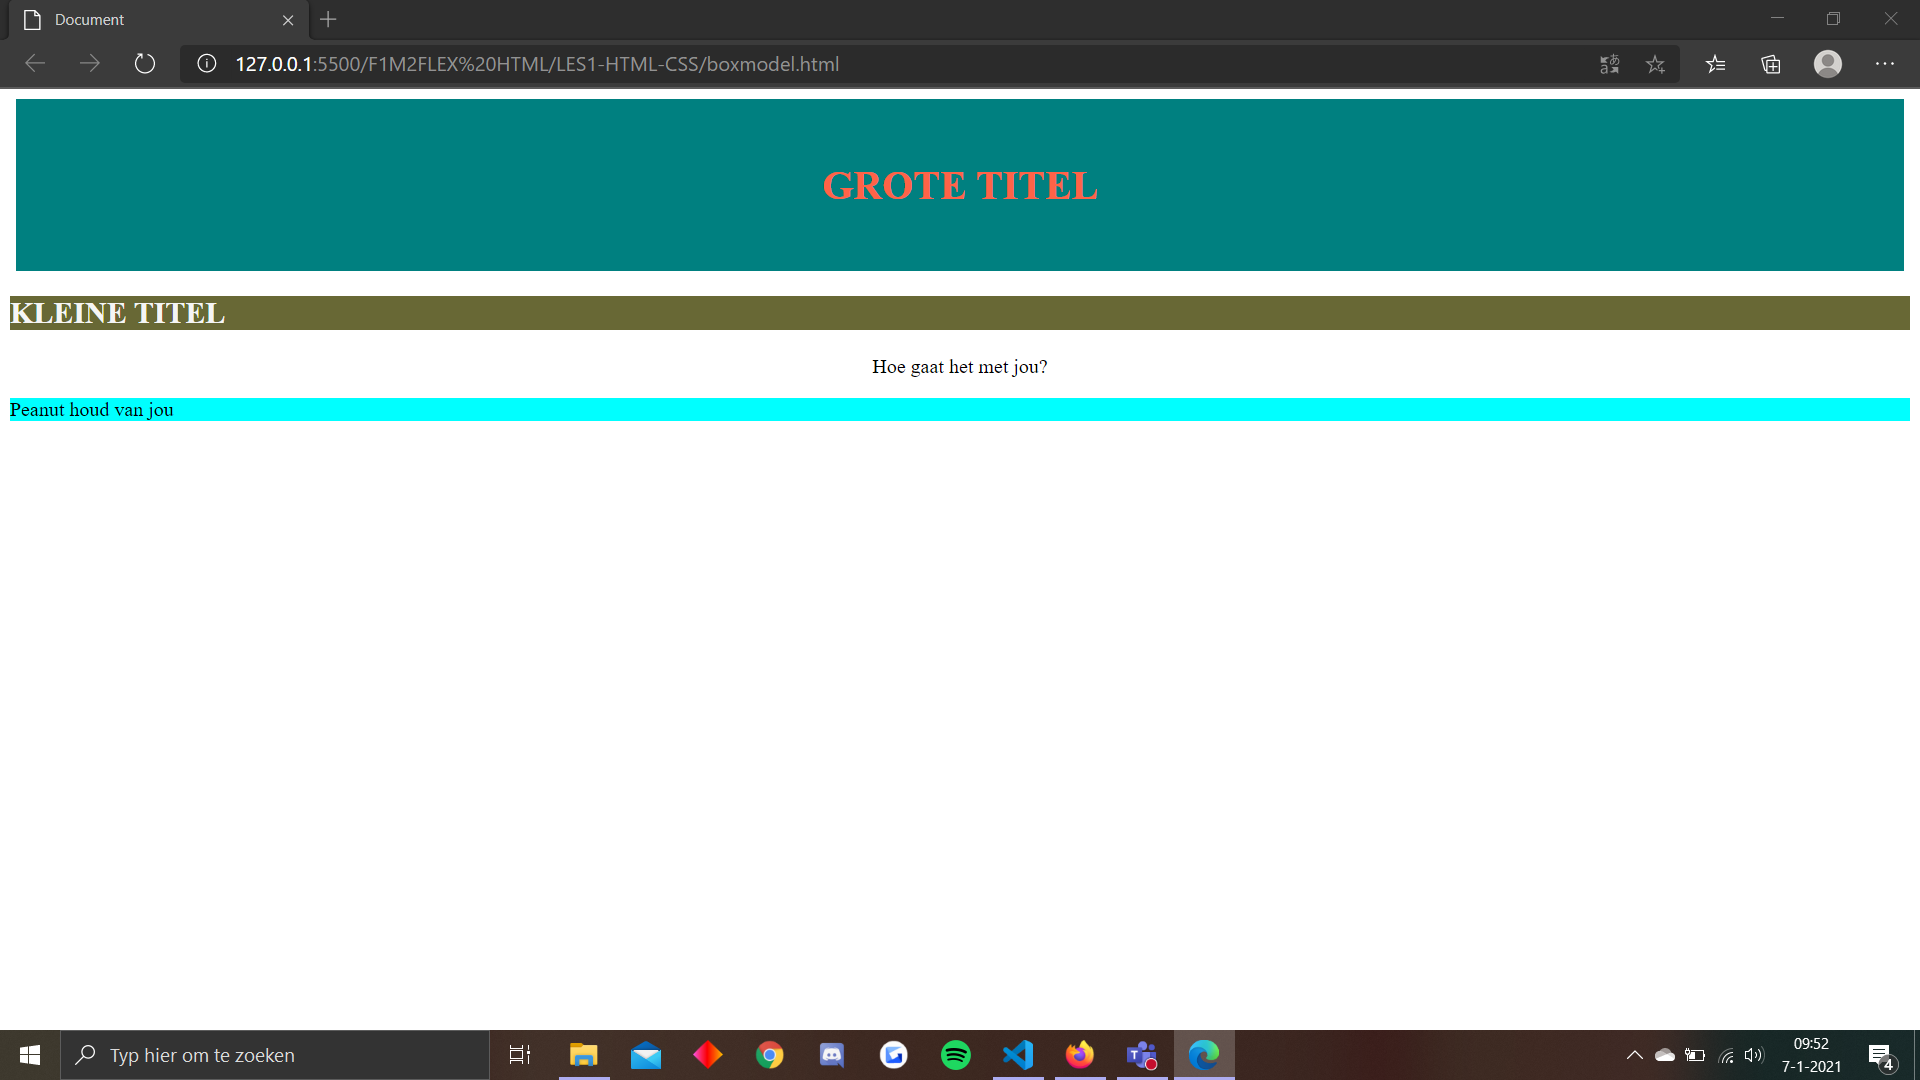 Document
127.0.0.1:5500/F1M2FLEX%20HTML/LES1-HTML-CSS/boxmodel.html
GROTE TITEL
KLEINE TITEL
Hoe gaat het met jou?
Peanut houd van jou
Typ hier om te zoeken
09:52
7-1-2021
4